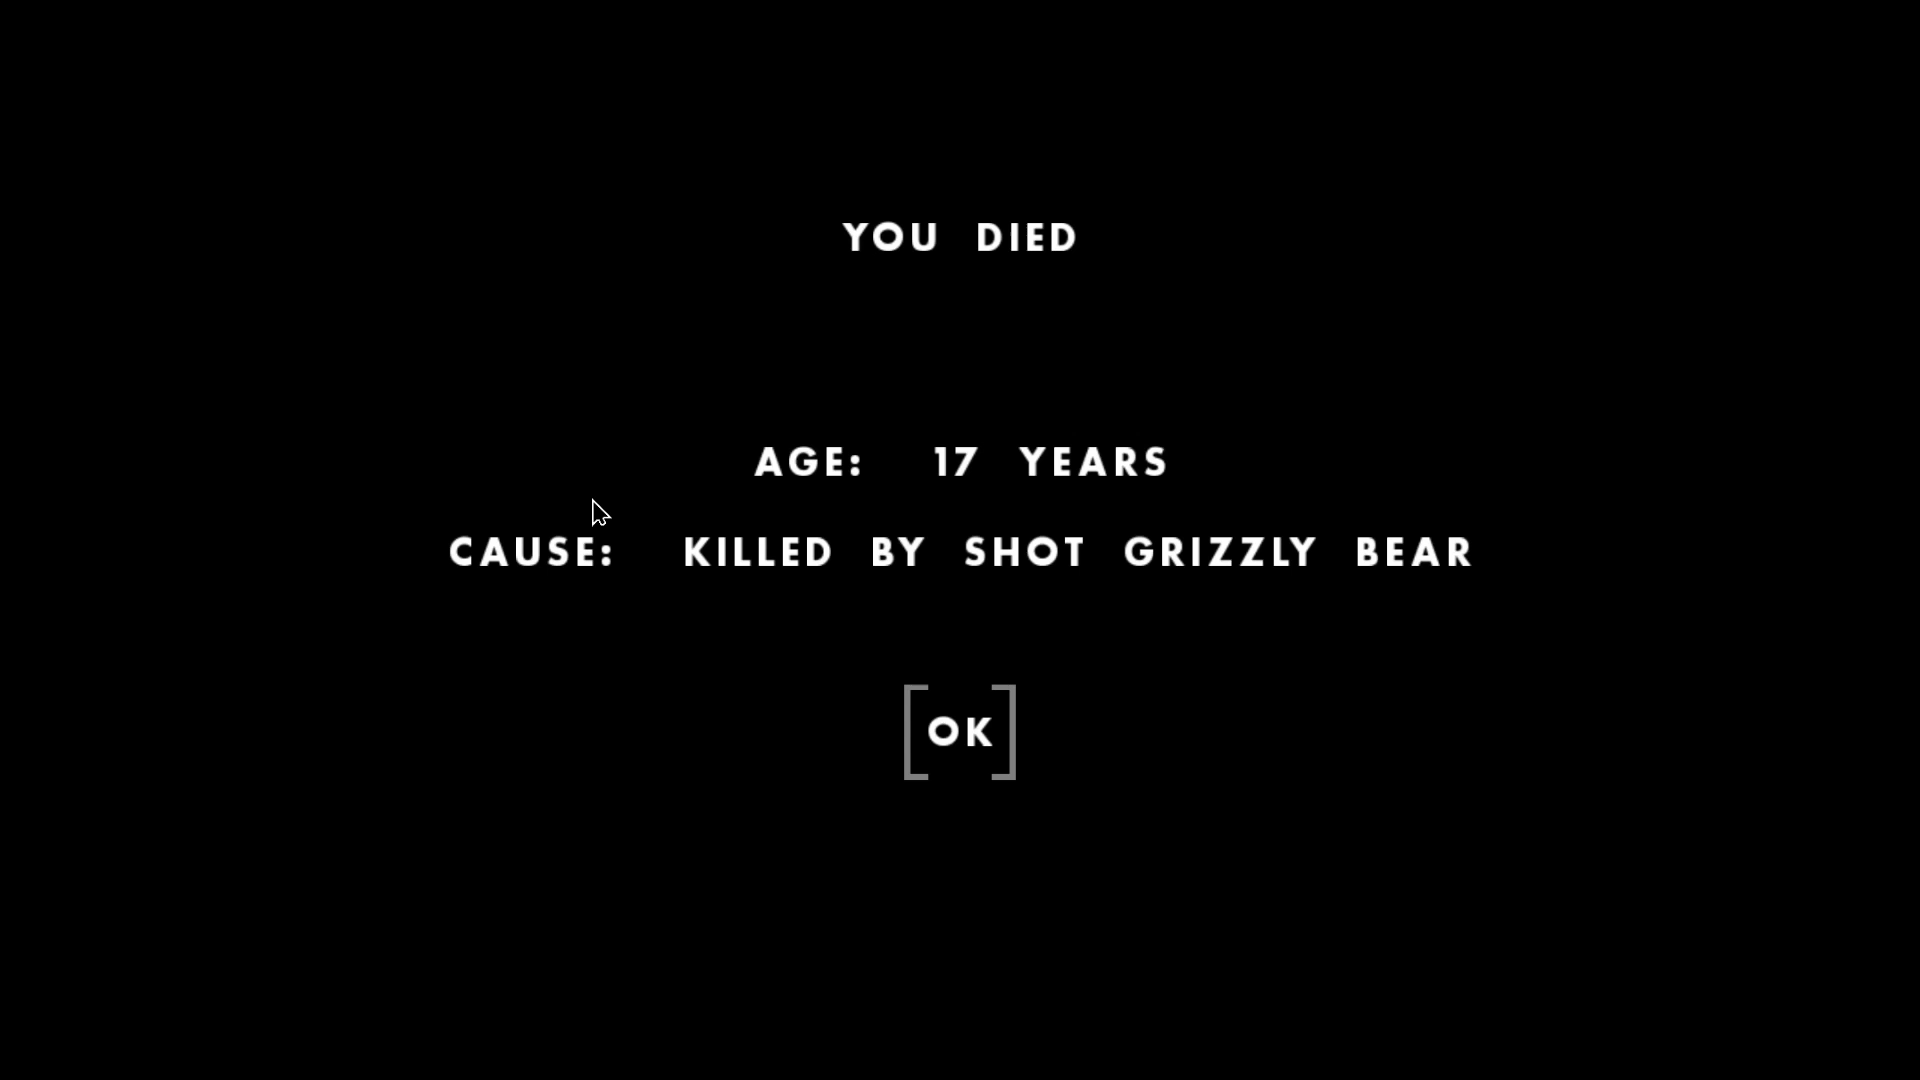 YOU DIED
AGE: 17 YEARS
CAUSE: KILLED BY SHOT GRIZZLY BEAR
[OK]